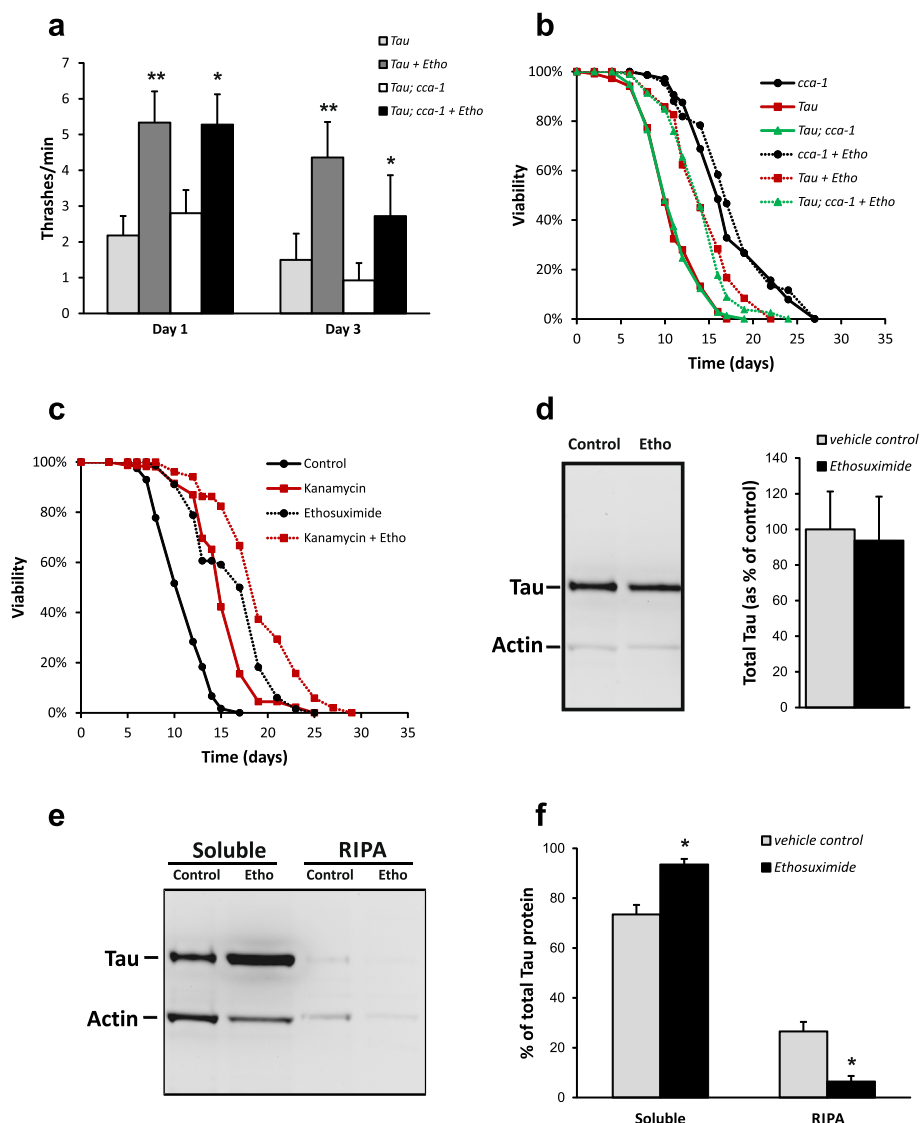 a
Thrashes/min
7
6
5
4
3
2
1
0
** * ** *
Day 1 Day 3
Tau
Tau + Etho
Tau; cca-1
Tau; cca-1 + Etho
b
Viability
100%
80%
60%
40%
20%
0%
0 5 10 15 20 25 30 35
Time (days)
cca-1
Tau
Tau; cca-1
cca-1 + Etho
Tau + Etho
Tau; cca-1 + Etho
c
Viability
100%
80%
60%
40%
20%
0%
0 5 10 15 20 25 30 35
Time (days)
Control
Kanamycin
Ethosuximide
Kanamycin + Etho
d
Control Etho
Tau
Actin
vehicle control
Ethosuximide
Total Tau (as % of control)
140
120
100
80
60
40
20
0
e
Soluble RIPA
Control Etho Control Etho
Tau
Actin
f
vehicle control
Ethosuximide
% of total Tau protein
100
80
60
40
20
0
* *
Soluble RIPA